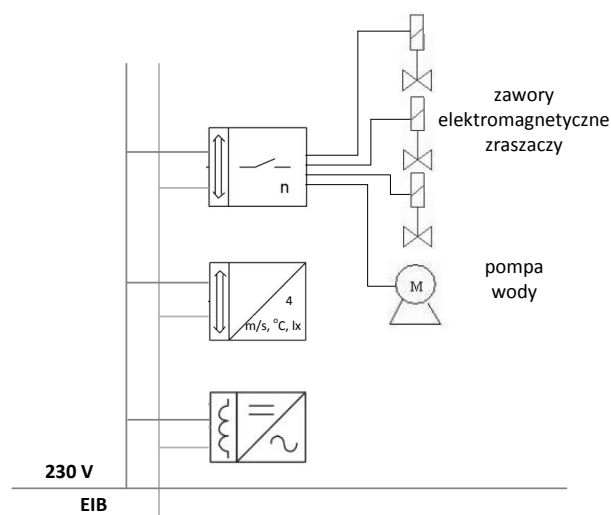 zawory
elektromagnetyczne
zraszaczy
n
pompa
wody
M
4
m/s, °C, lx
230 V
EIB